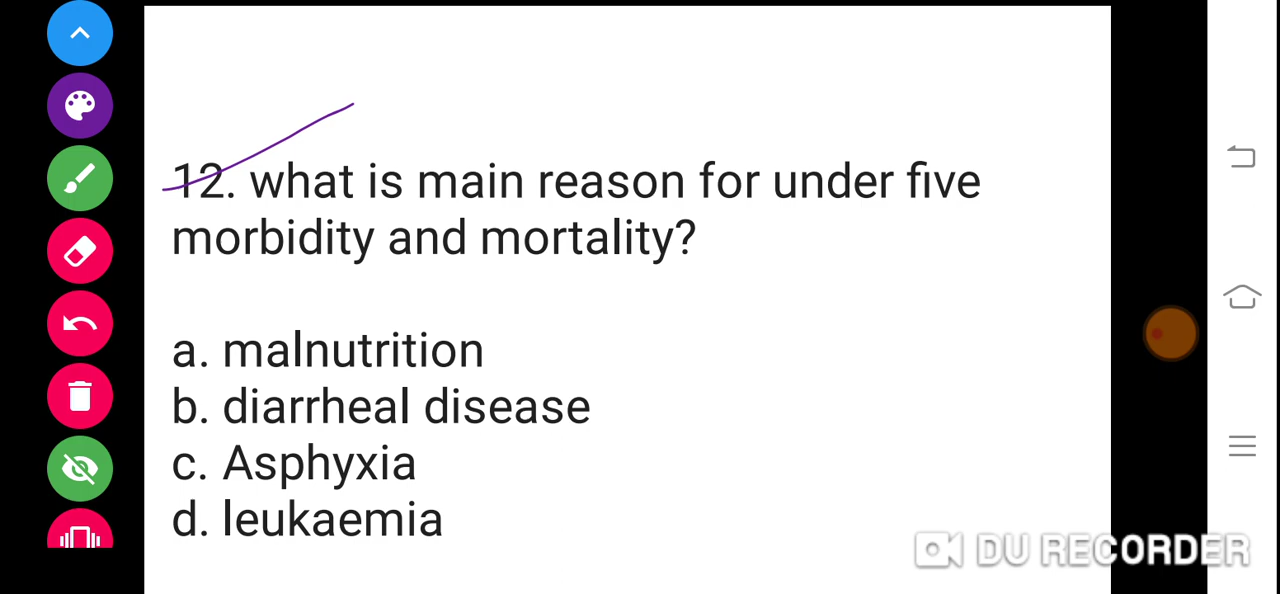 12. what is main reason for under five
morbidity and mortality?
a. malnutrition
b. diarrheal disease
c. Asphyxia
d. leukaemia
DU RECORDER